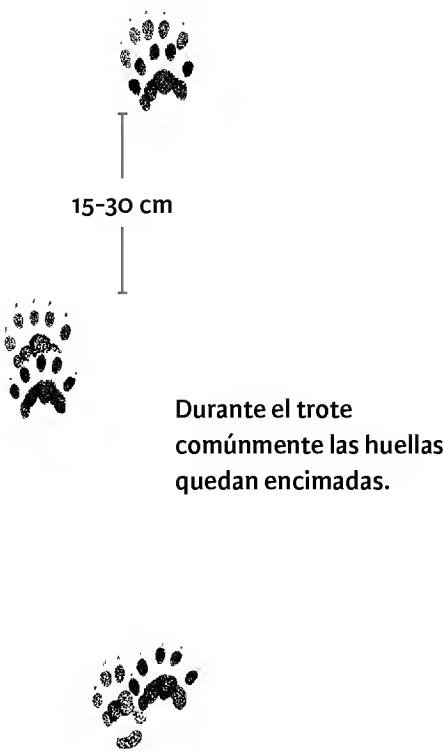 15-30 cm
Durante el trote
comúnmente las huellas
quedan encimadas.